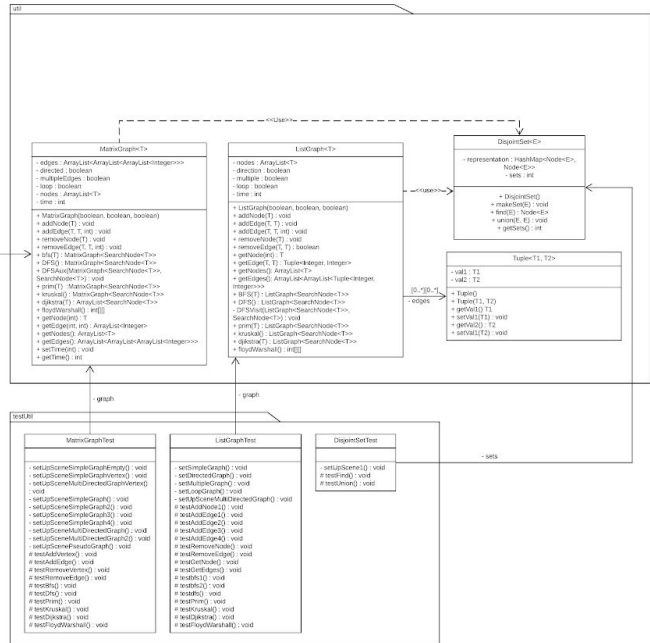 util
<<Use>>
MatrixGraph<T>
- edges : ArrayList<ArrayList<ArrayList<Integer>>>
- directed : boolean
- multipleEdges : boolean
- loop : boolean
- nodes : ArrayList<T>
- time : int
+ MatrixGraph(boolean, boolean, boolean)
+ addNode(T) : void
+ addEdge(T, T, int) : void
+ removeNode(T) : void
+ removeEdge(T, T, int) : void
+ bfs(T) : MatrixGraph<SearchNode<T>>
+ DFS() : MatrixGraph<SearchNode<T>>
+ DFSAux(MatrixGraph<SearchNode<T>>,
SearchNode<T>) : void
+ prim(T) : MatrixGraph<SearchNode<T>>
+ kruskal() : MatrixGraph<SearchNode<T>>
+ dijkstra(T) : ArrayList<SearchNode<T>>
+ floydWarshall() : int[][]
+ getNode(int) : T
+ getEdge(int, int) : ArrayList<Integer>
+ getNodes() : ArrayList<T>
+ getEdges() : ArrayList<ArrayList<ArrayList<Integer>>>
+ setTime(int) : void
+ getTime() : int
ListGraph<T>
- nodes : ArrayList<T>
- direction : boolean
- multiple : boolean
- loop : boolean
- time : int
+ ListGraph(boolean, boolean, boolean)
+ addNode(T) : void
+ addEdge(T, T) : void
+ addEdge(T, T, int) : void
+ removeNode(T) : void
+ removeEdge(T, T) : boolean
+ getNode(int) : T
+ getEdge(T, T) : Tuple<Integer, Integer>
+ getNodes(): ArrayList<T>
+ getEdges() : ArrayList<ArrayList<Tuple<Integer,
Integer>>>
+ BFS(T) : ListGraph<SearchNode<T>>
+ DFS() : ListGraph<SearchNode<T>>
- DFSVisit(ListGraph<SearchNode<T>>,
SearchNode<T>) : void
+ prim(T) : ListGraph<SearchNode<T>>
+ kruskal() : ListGraph<SearchNode<T>>
+ djkstra(T) : ListGraph<SearchNode<T>>
+ floydWarshall() : int[][]
<<use>>
DisjointSet<E>
- representation : HashMap<Node<E>,
Node<E>>
- sets : int
+ DisjointSet()
+ makeSet(E) : void
+ find(E) : Node<E>
+ union(E, E) : void
+ getSets() : int
Tuple<T1, T2>
- val1 : T1
- val2 : T2
+ Tuple()
+ Tuple(T1, T2)
+ getVal1() T1
+ setVal1(T1) : void
+ getVal2() : T2
+ setVal1(T2) : void
[0..*][0..*]
- edges
- graph
- graph
testUtil
MatrixGraphTest
- setUpSceneSimpleGraphEmpty() : void
- setUpSceneSimpleGraphVertex() : void
- setUpSceneMultiDirectedGraphVertex()
: void
- setUpSceneSimpleGraph() : void
- setUpSceneSimpleGraph2() : void
- setUpSceneSimpleGraph3() : void
- setUpSceneSimpleGraph4() : void
- setUpSceneMultiDirectedGraph() : void
- setUpSceneMultiDirectedGraph2() : void
- setUpScenePseudoGraph() : void
# testAddVertex() : void
# testAddEdge() : void
# testRemoveVertex() : void
# testRemoveEdge() : void
# testBfs() : void
# testDfs() : void
# testPrim() : void
# testKruskal() : void
# testDijkstra() : void
# testFloydWarshall() : void
ListGraphTest
- setSimpleGraph() : void
- setDirectedGraph() : void
- setMultipleGraph() : void
- setLoopGraph() : void
- setUpSceneMultiDirectedGraph() : void
# testAddNode1() : void
# testAddEdge1() : void
# testAddEdge2() : void
# testAddEdge3() : void
# testAddEdge4() : void
# testRemoveNode() : void
# testRemoveEdge() : void
# testGetNode() : void
# testGetEdges() : void
# testbfs1() : void
# testbfs2() : void
# testdfs() : void
# testPrim() : void
# testKruskal() : void
# testDjkstra() : void
# testFloydWarshall() : void
DisjointSetTest
- setUpScene1() : void
# testFind() : void
# testUnion() : void
- sets